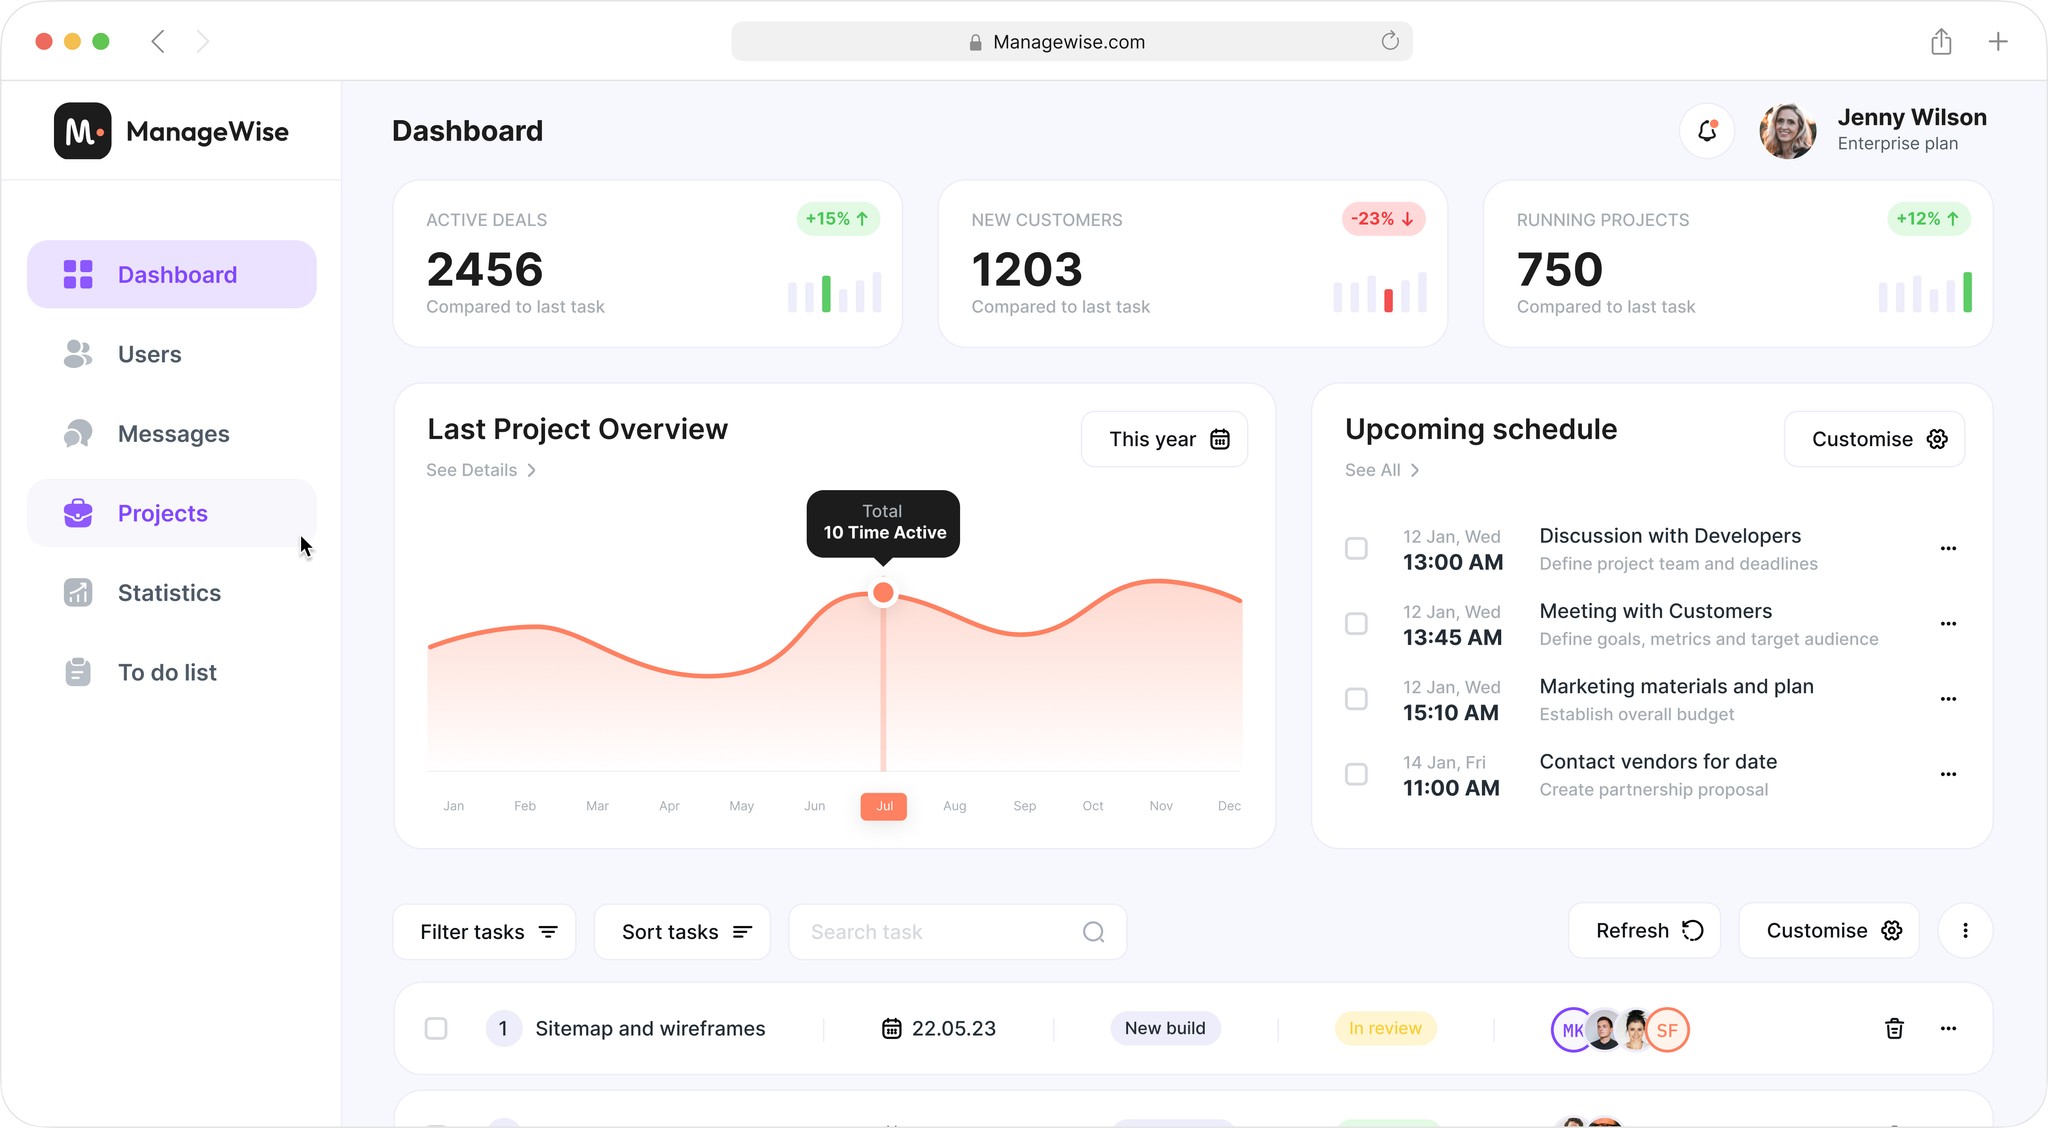 Managewise.com
M.
ManageWise
Dashboard
Jenny Wilson
Enterprise plan
Dashboard
Users
Messages
Projects
Statistics
To do list
ACTIVE DEALS
+15%
2456
Compared to last task
NEW CUSTOMERS
-23%
1203
Compared to last task
RUNNING PROJECTS
+12%
750
Compared to last task
Last Project Overview
See Details
This year
Total
10 Time Active
Jan Feb Mar Apr May Jun Jul Aug Sep Oct Nov Dec
Upcoming schedule
See All
Customise
12 Jan, Wed
13:00 AM
Discussion with Developers
Define project team and deadlines
12 Jan, Wed
13:45 AM
Meeting with Customers
Define goals, metrics and target audience
12 Jan, Wed
15:10 AM
Marketing materials and plan
Establish overall budget
14 Jan, Fri
11:00 AM
Contact vendors for date
Create partnership proposal
Filter tasks
Sort tasks
Search task
Refresh
Customise
1 Sitemap and wireframes 22.05.23 New build In review MK SF